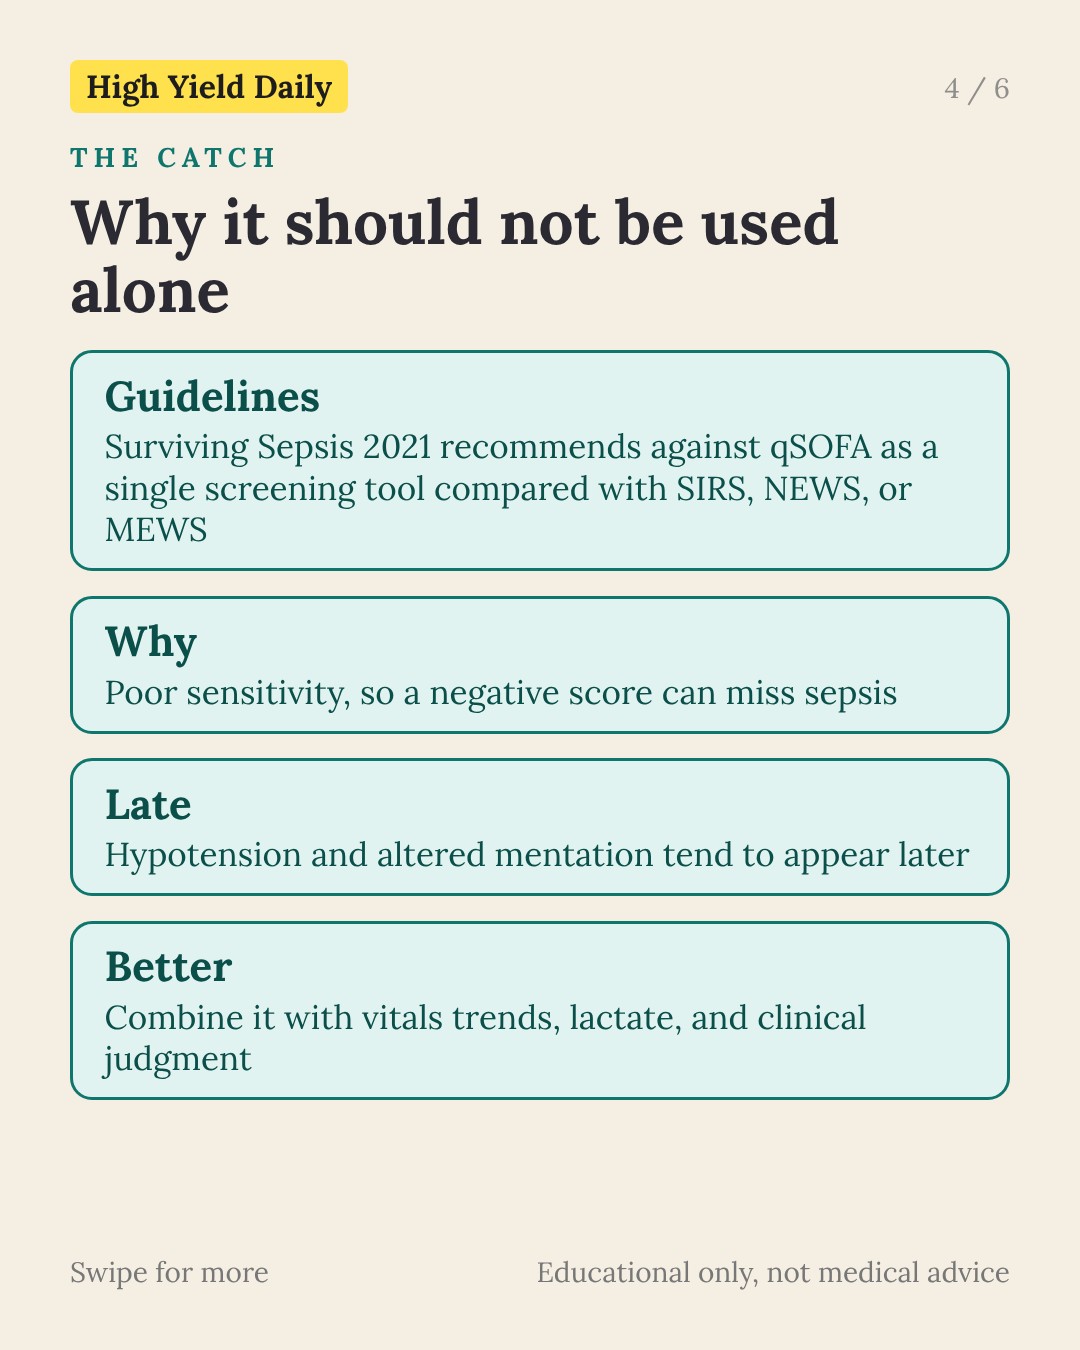 High Yield Daily
4 / 6
THE CATCH
Why it should not be used
alone
Guidelines
Surviving Sepsis 2021 recommends against qSOFA as a
single screening tool compared with SIRS, NEWS, or
MEWS
Why
Poor sensitivity, so a negative score can miss sepsis
Late
Hypotension and altered mentation tend to appear later
Better
Combine it with vitals trends, lactate, and clinical
judgment
Swipe for more
Educational only, not medical advice